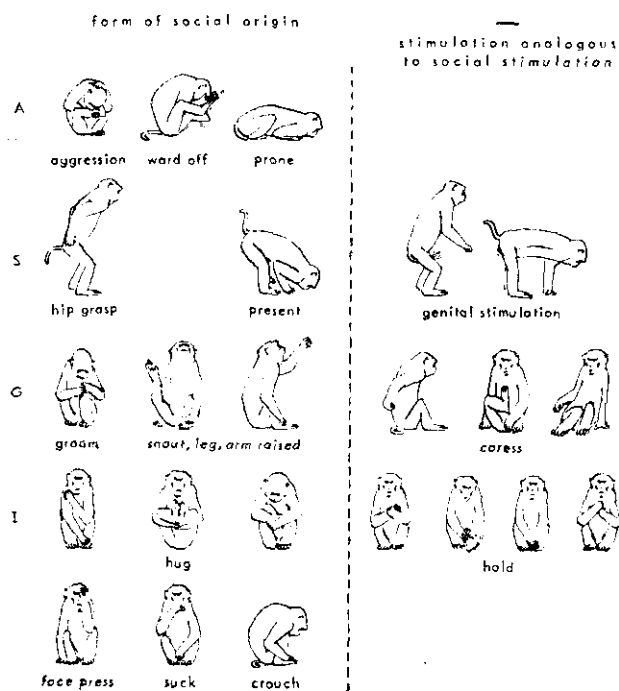 form of social origin
stimulation analogous
to social stimulation
A
aggression ward off prone
S
hip grasp present genital stimulation
G
groom snout, leg, arm raised caress
I
hug hold
face press suck crouch